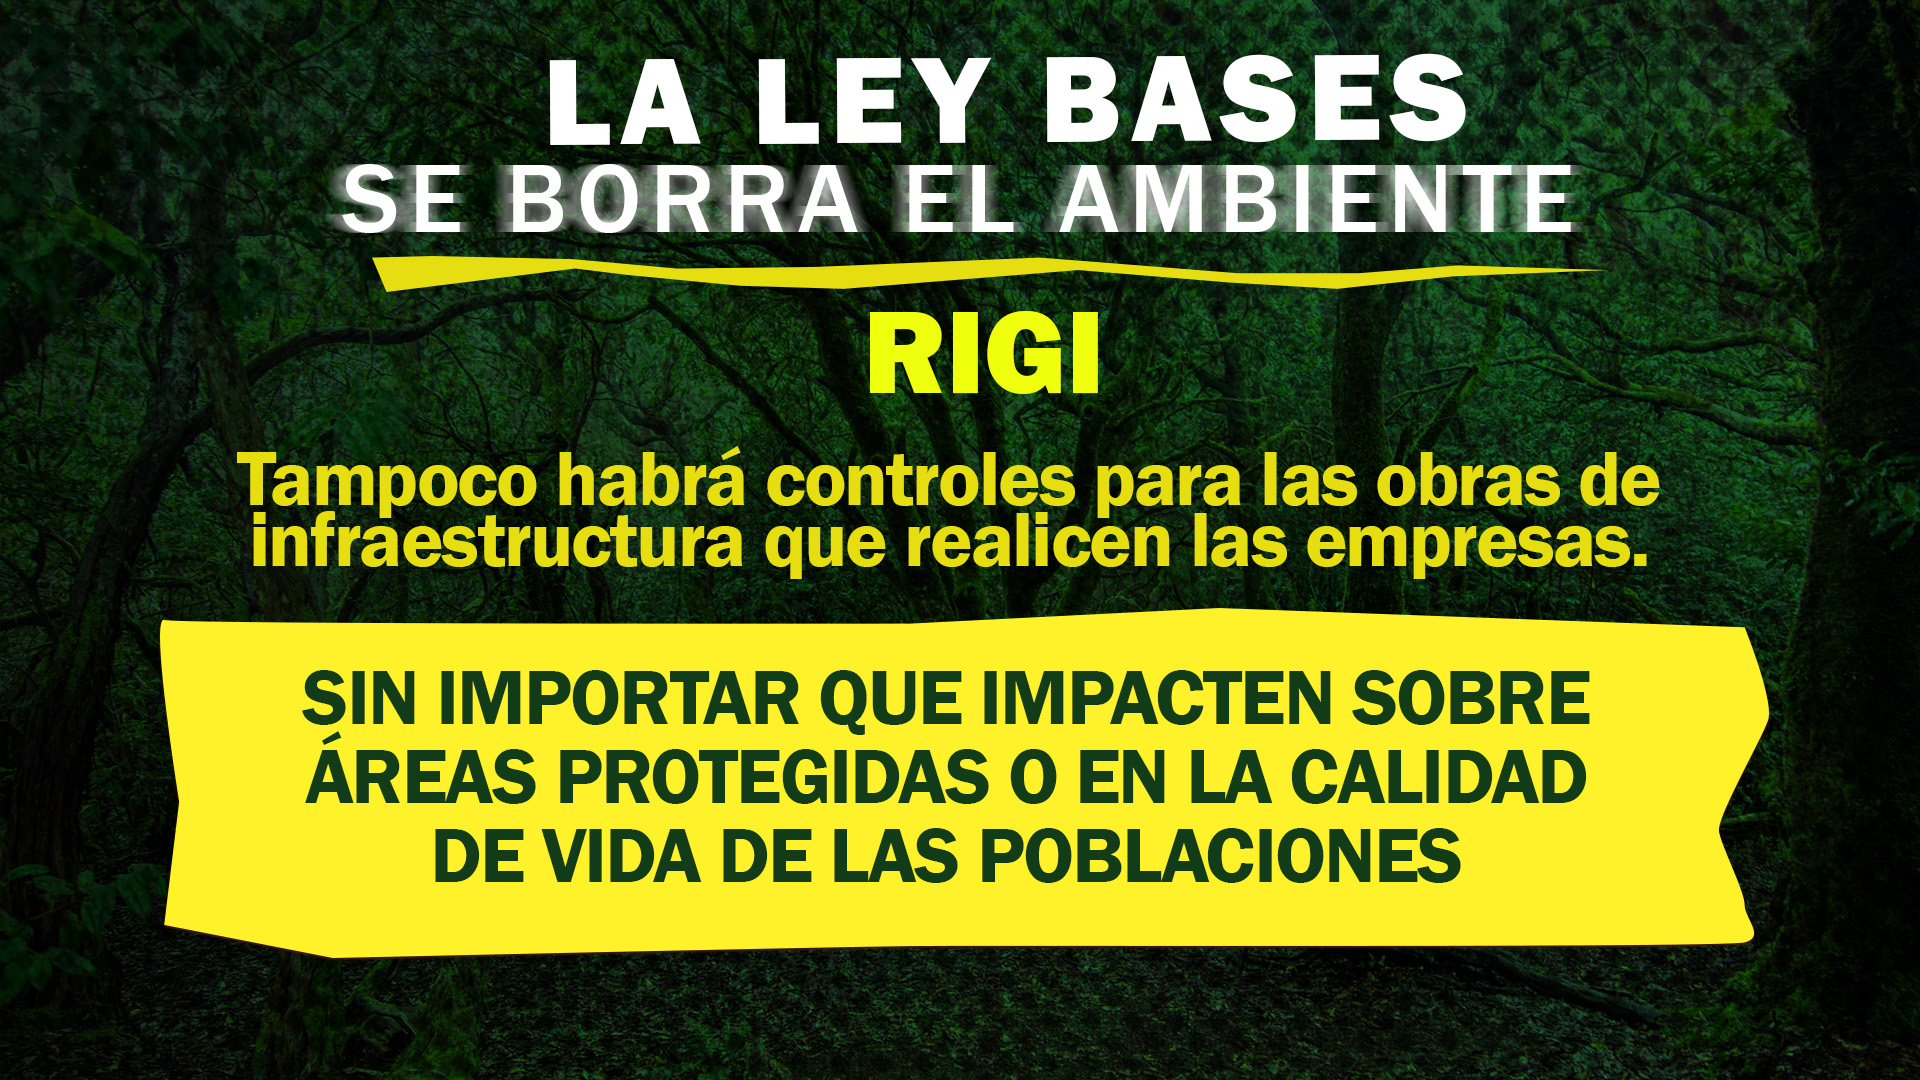 LA LEY BASES
SE BORRA EL AMBIENTE
RIGI
Tampoco habrá controles para las obras de
infraestructura que realicen las empresas.
SIN IMPORTAR QUE IMPACTEN SOBRE
ÁREAS PROTEGIDAS O EN LA CALIDAD
DE VIDA DE LAS POBLACIONES